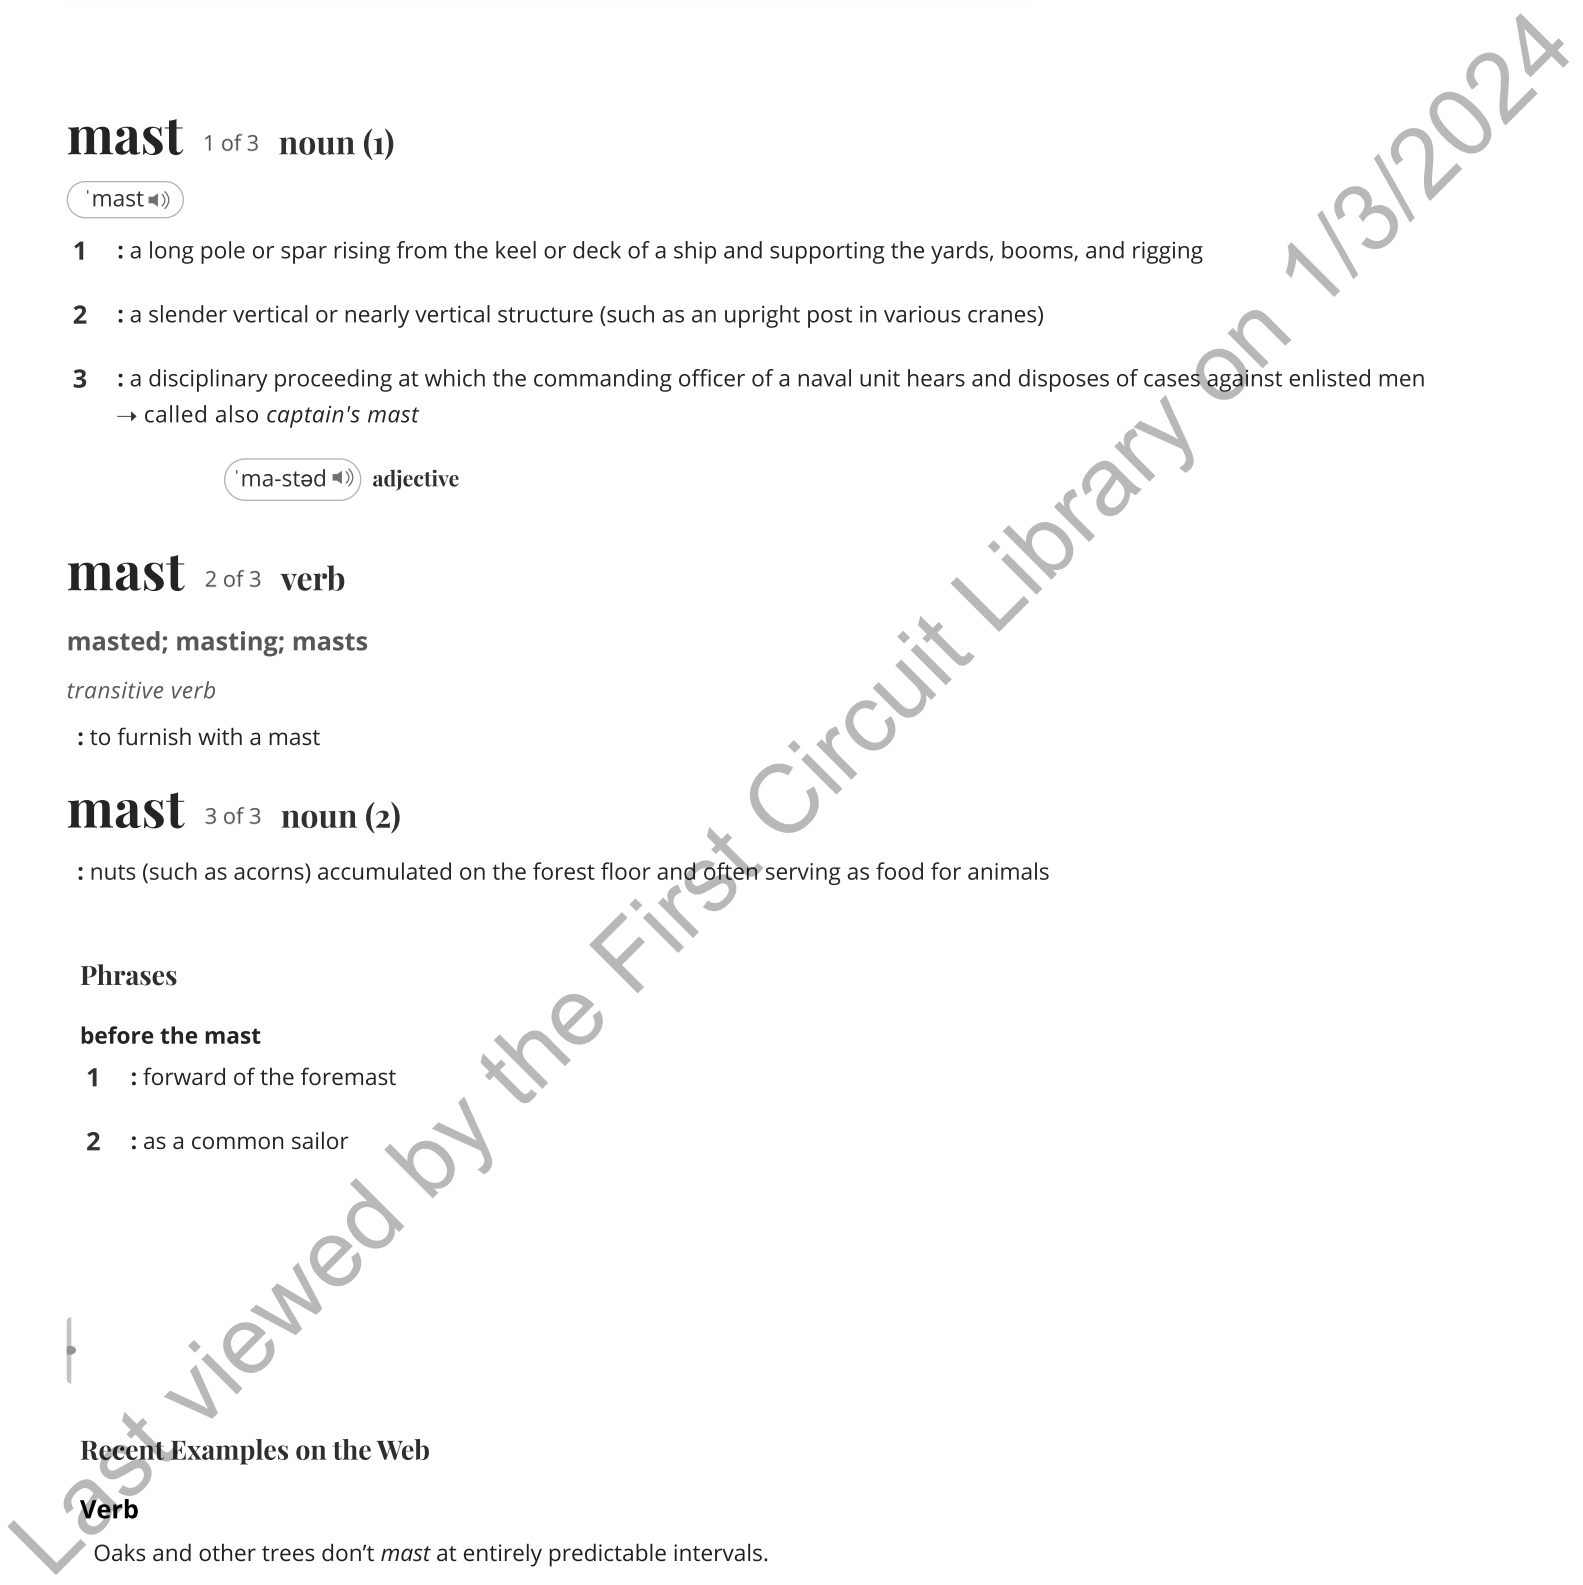 mast 1 of 3 noun (1)
ˈmast
1 : a long pole or spar rising from the keel or deck of a ship and supporting the yards, booms, and rigging
2 : a slender vertical or nearly vertical structure (such as an upright post in various cranes)
3 : a disciplinary proceeding at which the commanding officer of a naval unit hears and disposes of cases against enlisted men
→ called also captain's mast
ˈma-stəd adjective
mast 2 of 3 verb
masted; masting; masts
transitive verb
: to furnish with a mast
mast 3 of 3 noun (2)
: nuts (such as acorns) accumulated on the forest floor and often serving as food for animals
Phrases
before the mast
1 : forward of the foremast
2 : as a common sailor
Recent Examples on the Web
Verb
Oaks and other trees don’t mast at entirely predictable intervals.
Last viewed by the First Circuit Library on 1/3/2024